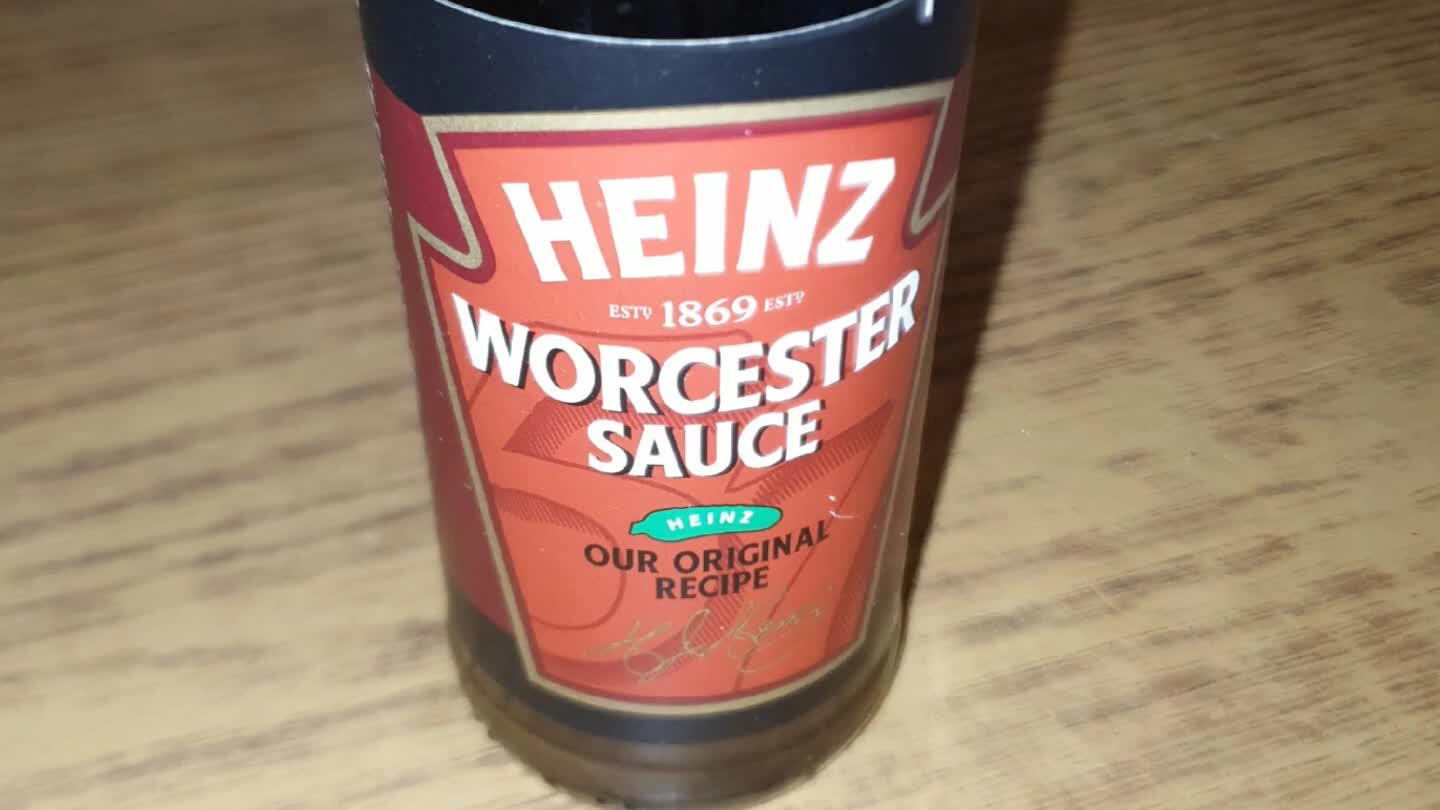 HEINZ
ESTD 1869 ESTD
WORCESTER
SAUCE
HEINZ
OUR ORIGINAL
RECIPE